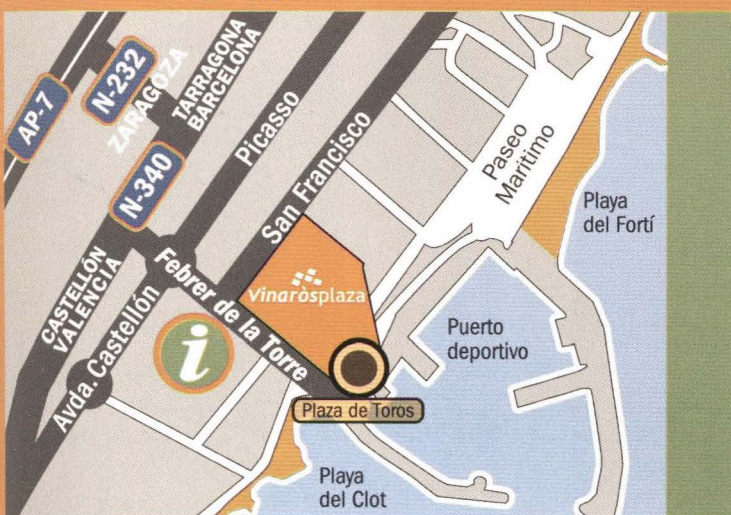 AP-7
N-232
ZARAGOZA
TARRAGONA
BARCELONA
Picasso
San Francisco
N-340
Paseo
Marítimo
Playa
del Fortí
CASTELLÓN
VALENCIA
Avda. Castellón
Febrer de la Torre
Vinaròsplaza
i
Puerto
deportivo
Plaza de Toros
Playa
del Clot